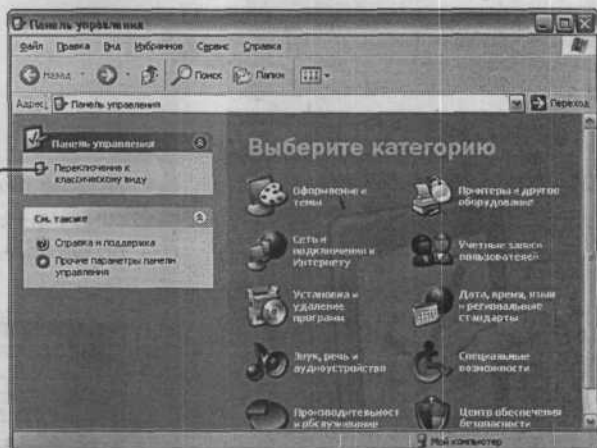 Панель управления
Файл Правка Вид Избранное Сервис Справка
Назад Поиск Папки
Адрес: Панель управления Переход
Панель управления
Переключение к
классическому виду
См. также
Справка и поддержка
Прочие параметры панели
управления
Выберите категорию
Оформление и
темы
Принтеры и другое
оборудование
Сеть и
подключения к
Интернету
Учетные записи
пользователей
Установка и
удаление
программ
Дата, время, язык
и региональные
стандарты
Звук, речь и
аудиоустройства
Специальные
возможности
Производительност
и обслуживание
Центр обеспечения
безопасности
Мой компьютер